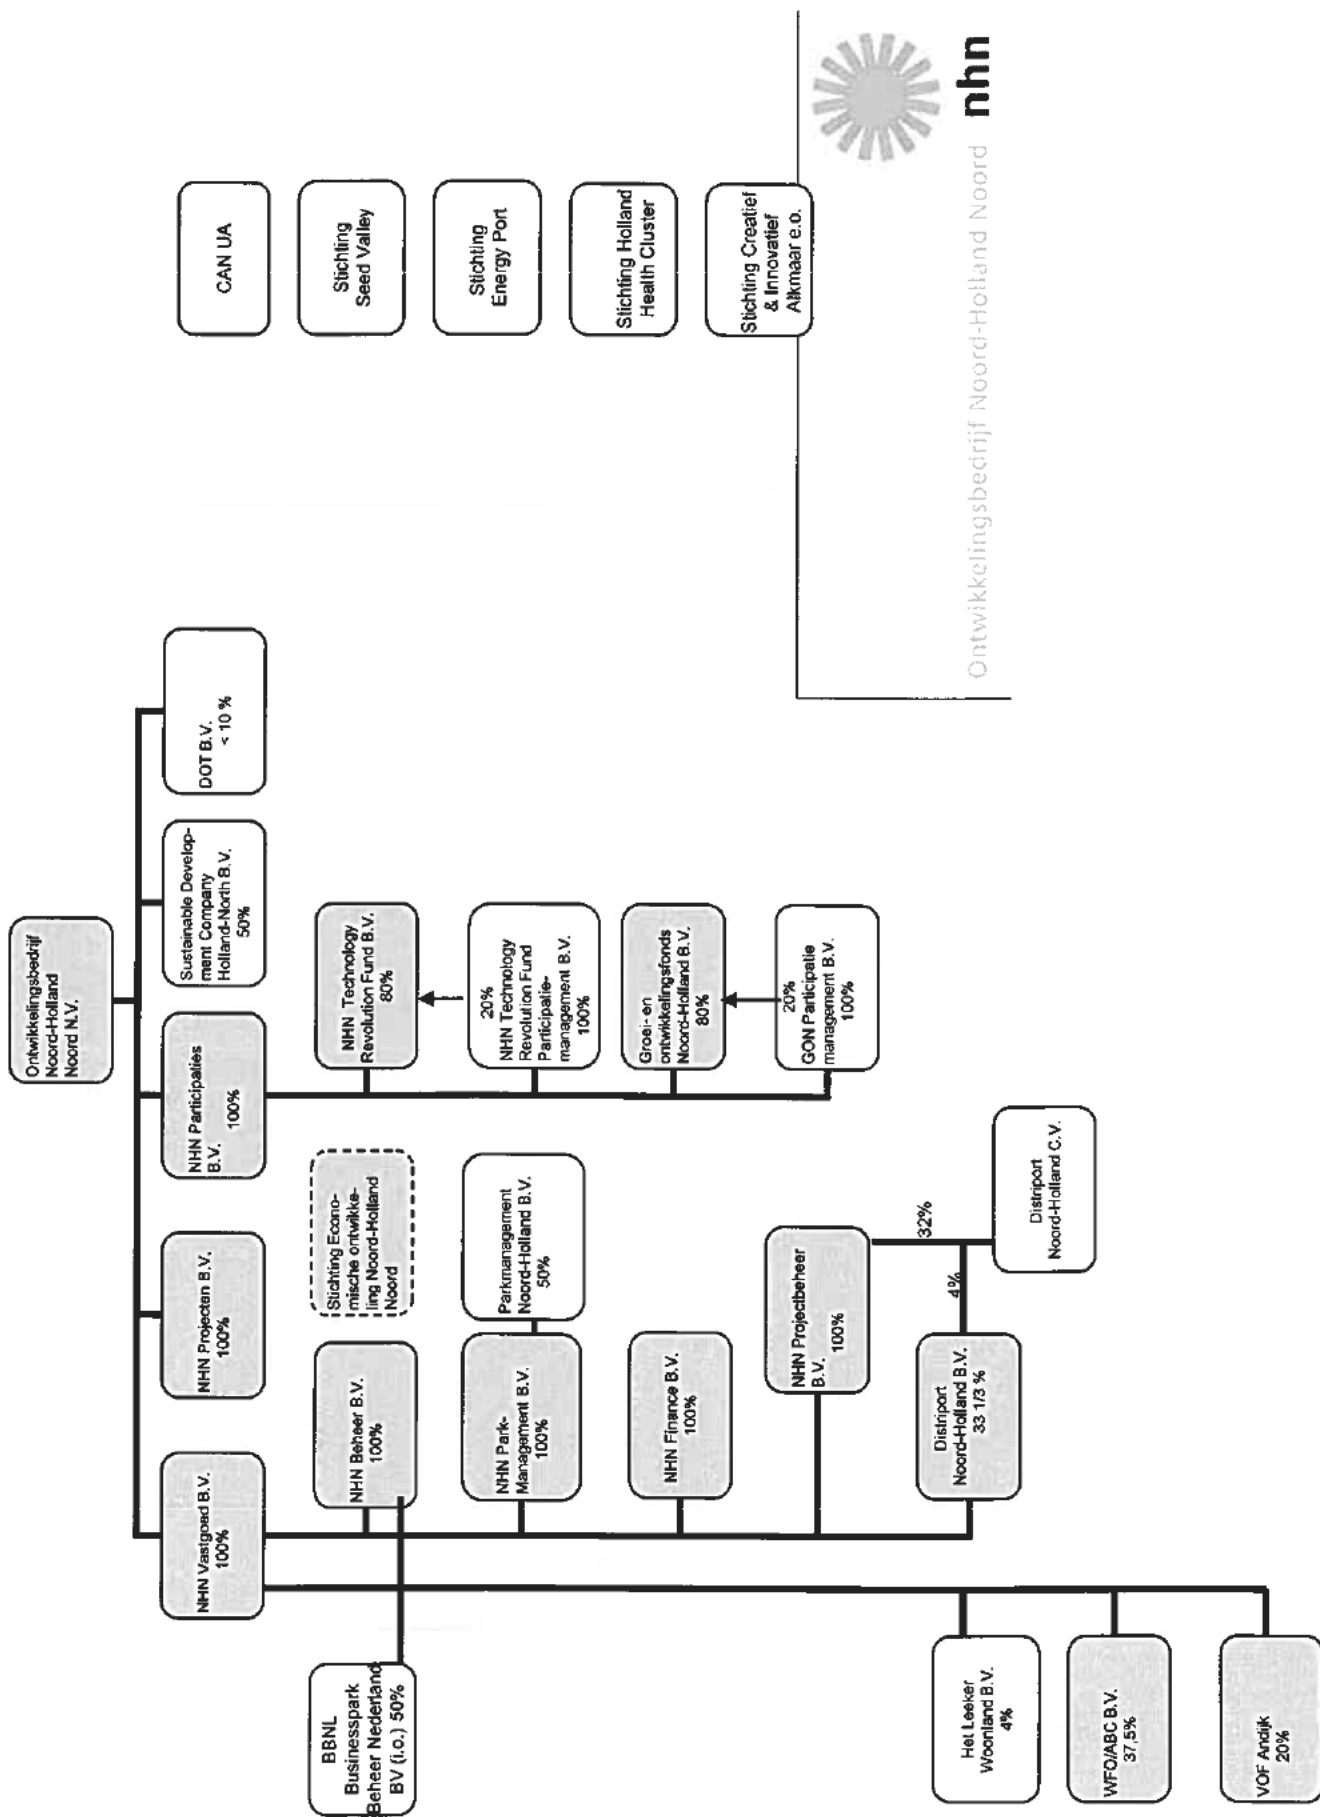 Ontwikkelingsbedrijf
Noord-Holland
Noord N.V.
NHN Vastgoed B.V.
100%
NHN Projecten B.V.
100%
NHN Participaties
B.V.
100%
Sustainable Develop-
ment Company
Holland-North B.V.
50%
DOT B.V.
< 10 %
CAN UA
Stichting
Seed Valley
Stichting
Energy Port
Stichting Holland
Health Cluster
Stichting Creatief
& Innovatief
Alkmaar e.o.
BBNL
Businesspark
Beheer Nederland
BV (i.o.) 50%
NHN Beheer B.V.
100%
Stichting Econo-
mische ontwikke-
ling Noord-Holland
Noord
NHN Technology
Revolution Fund B.V.
80%
NHN Park-
Management B.V.
100%
Parkmanagement
Noord-Holland B.V.
50%
20%
NHN Technology
Revolution Fund
Participatie-
management B.V.
100%
NHN Finance B.V.
100%
Groei- en
ontwikkelingsfonds
Noord-Holland B.V.
80%
NHN Projectbeheer
B.V.
100%
20%
GON Participatie
management B.V.
100%
32%
4%
Het Leeker
Woonland B.V.
4%
Distriport
Noord-Holland B.V.
33 1/3 %
Distriport
Noord-Holland C.V.
WFO/ABC B.V.
37,5%
VOF Andijk
20%
Ontwikkelingsbedrijf Noord-Holland Noord nhn